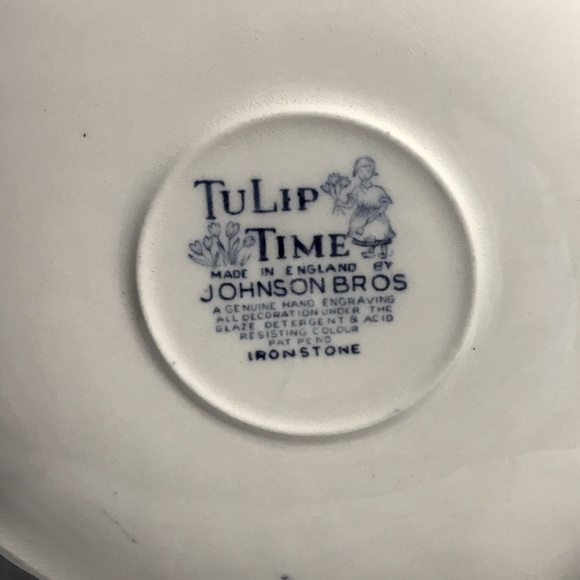 TULIP
TIME
MADE IN ENGLAND BY
JOHNSON BROS
A GENUINE HAND ENGRAVING
ALL DECORATION UNDER THE
GLAZE DETERGENT & ACID
RESISTING COLOUR
PAT PEND
IRONSTONE